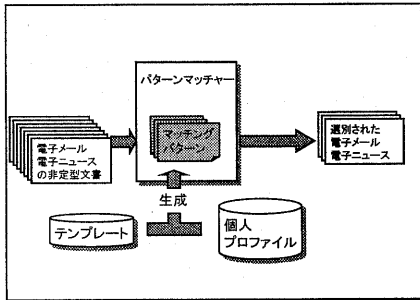 パターンマッチャー
マッチング
パターン
電子メール
電子ニュース
の非定型文書
選別された
電子メール
電子ニュース
生成
テンプレート
個人
プロファイル